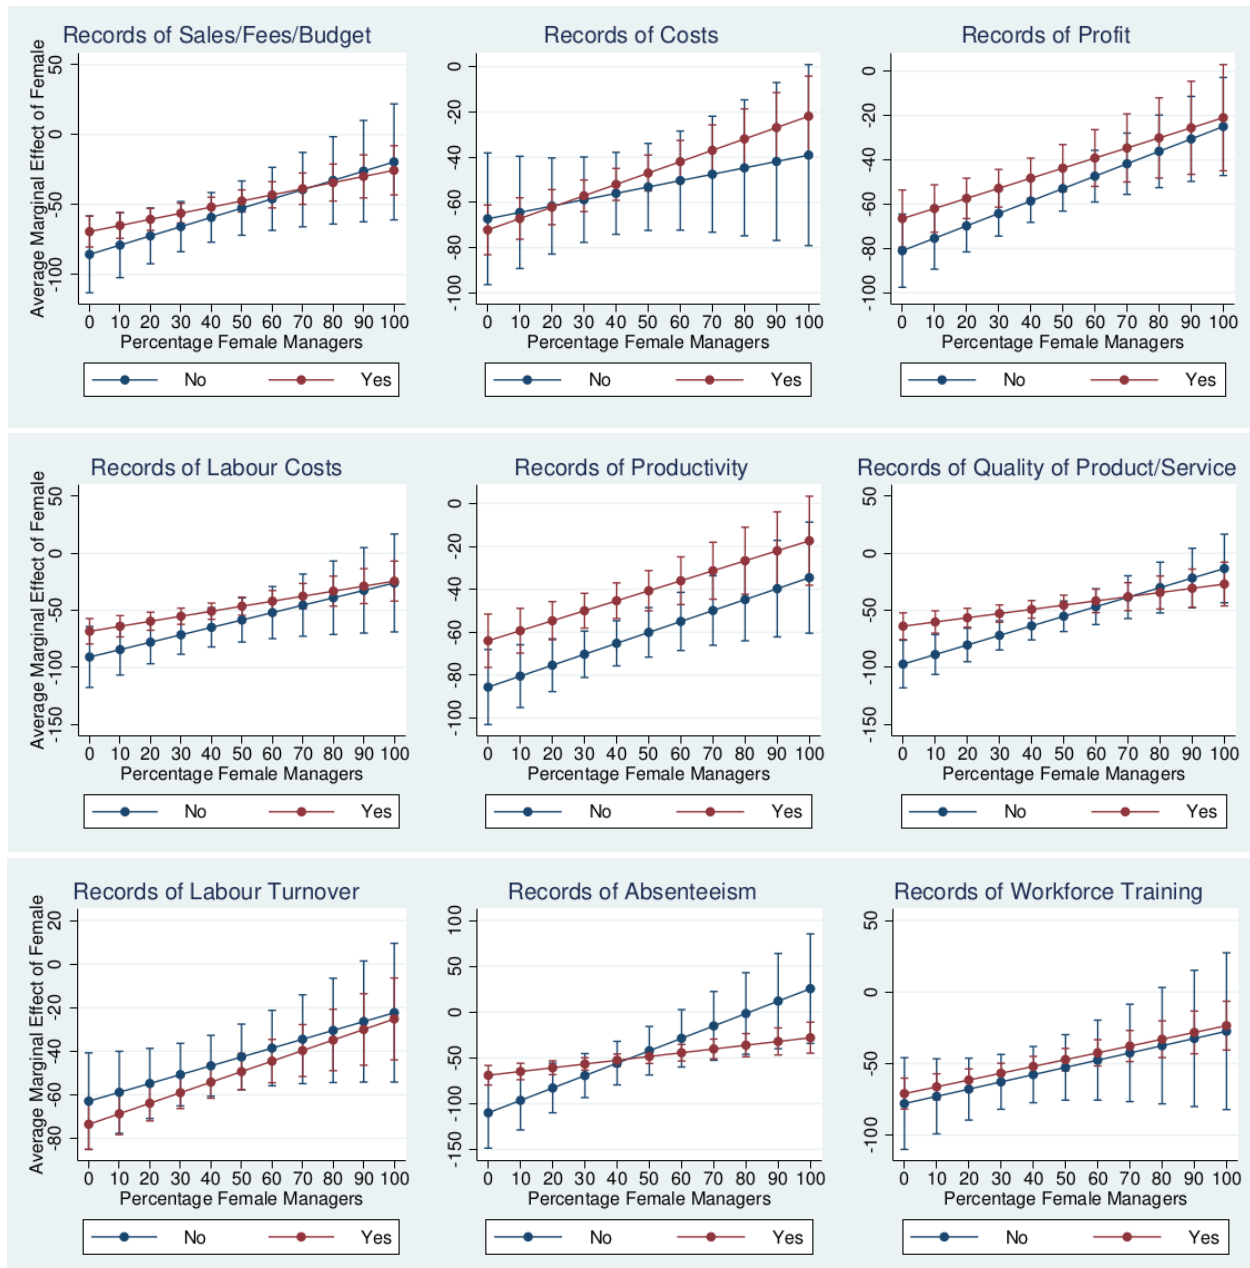 Records of Sales/Fees/Budget
Average Marginal Effect of Female
50
0
-50
-100
0 10 20 30 40 50 60 70 80 90 100
Percentage Female Managers
No Yes
Records of Costs
0
-20
-40
-60
-80
-100
0 10 20 30 40 50 60 70 80 90 100
Percentage Female Managers
No Yes
Records of Profit
0
-20
-40
-60
-80
-100
0 10 20 30 40 50 60 70 80 90 100
Percentage Female Managers
No Yes
Records of Labour Costs
Average Marginal Effect of Female
50
0
-50
-100
-150
0 10 20 30 40 50 60 70 80 90 100
Percentage Female Managers
No Yes
Records of Productivity
0
-20
-40
-60
-80
-100
0 10 20 30 40 50 60 70 80 90 100
Percentage Female Managers
No Yes
Records of Quality of Product/Service
50
0
-50
-100
-150
0 10 20 30 40 50 60 70 80 90 100
Percentage Female Managers
No Yes
Records of Labour Turnover
Average Marginal Effect of Female
20
0
-20
-40
-60
-80
0 10 20 30 40 50 60 70 80 90 100
Percentage Female Managers
No Yes
Records of Absenteeism
100
50
0
-50
-100
-150
0 10 20 30 40 50 60 70 80 90 100
Percentage Female Managers
No Yes
Records of Workforce Training
50
0
-50
-100
0 10 20 30 40 50 60 70 80 90 100
Percentage Female Managers
No Yes